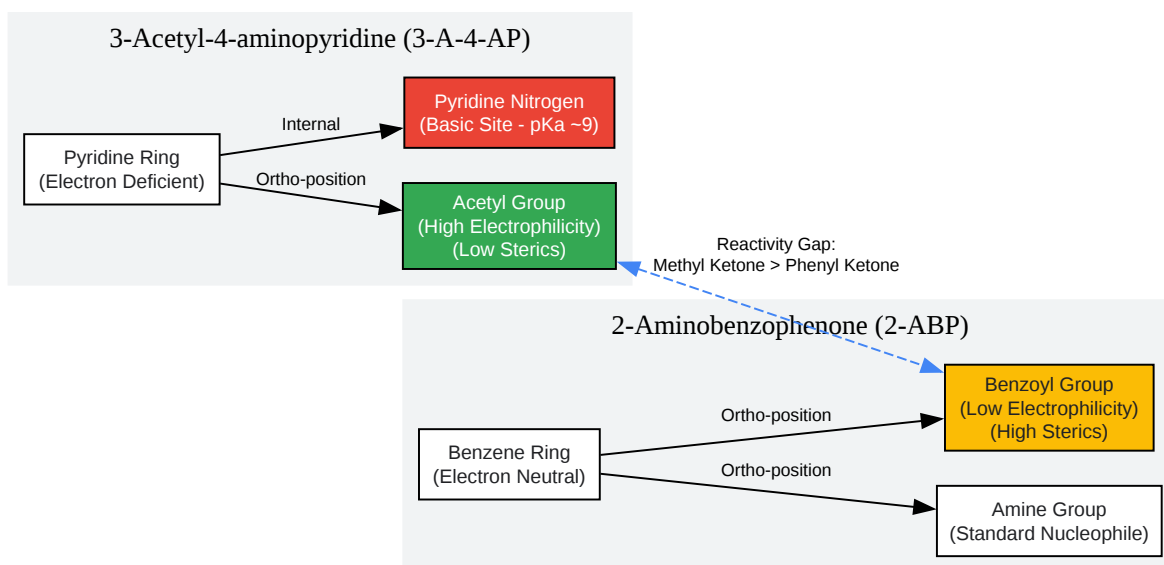 3-Acetyl-4-aminopyridine (3-A-4-AP)
Pyridine Ring
(Electron Deficient)
Internal
Ortho-position
Pyridine Nitrogen
(Basic Site - pKa ~9)
Acetyl Group
(High Electrophilicity)
(Low Sterics)
Reactivity Gap:
Methyl Ketone > Phenyl Ketone
2-Aminobenzophenone (2-ABP)
Benzene Ring
(Electron Neutral)
Ortho-position
Ortho-position
Benzoyl Group
(Low Electrophilicity)
(High Sterics)
Amine Group
(Standard Nucleophile)